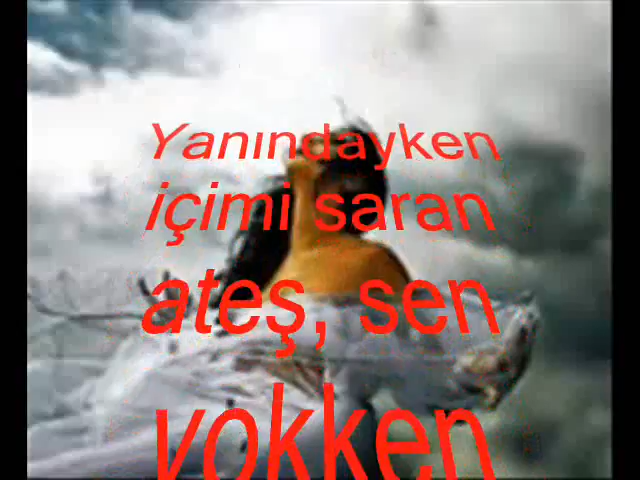 Yanındayken
içimi saran
ateş, sen
yokken